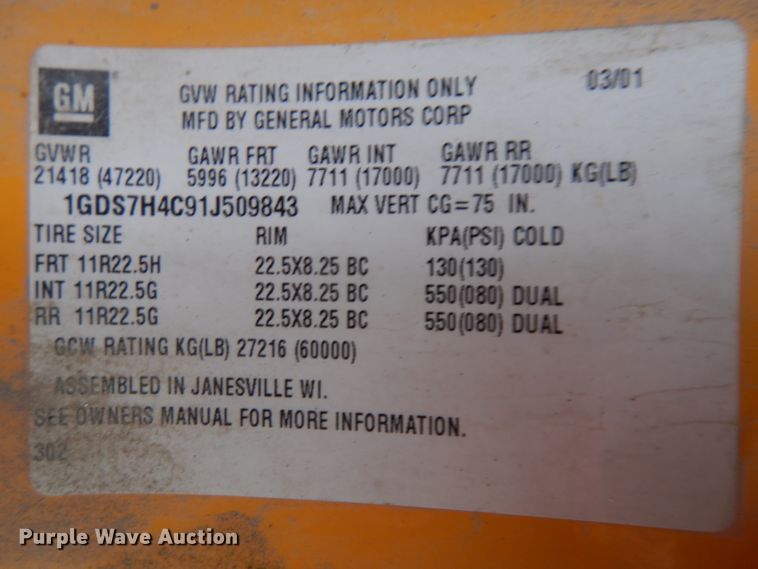 GM
GVW RATING INFORMATION ONLY 03/01
MFD BY GENERAL MOTORS CORP
GVWR GAWR FRT GAWR INT GAWR RR
21418 (47220) 5996 (13220) 7711 (17000) 7711 (17000) KG(LB)
1GDS7H4C91J509843 MAX VERT CG=75 IN.
TIRE SIZE RIM KPA(PSI) COLD
FRT 11R22.5H 22.5X8.25 BC 130(130)
INT 11R22.5G 22.5X8.25 BC 550(080) DUAL
RR 11R22.5G 22.5X8.25 BC 550(080) DUAL
GCW RATING KG(LB) 27216 (60000)
ASSEMBLED IN JANESVILLE WI.
SEE OWNERS MANUAL FOR MORE INFORMATION.
302
Purple Wave Auction